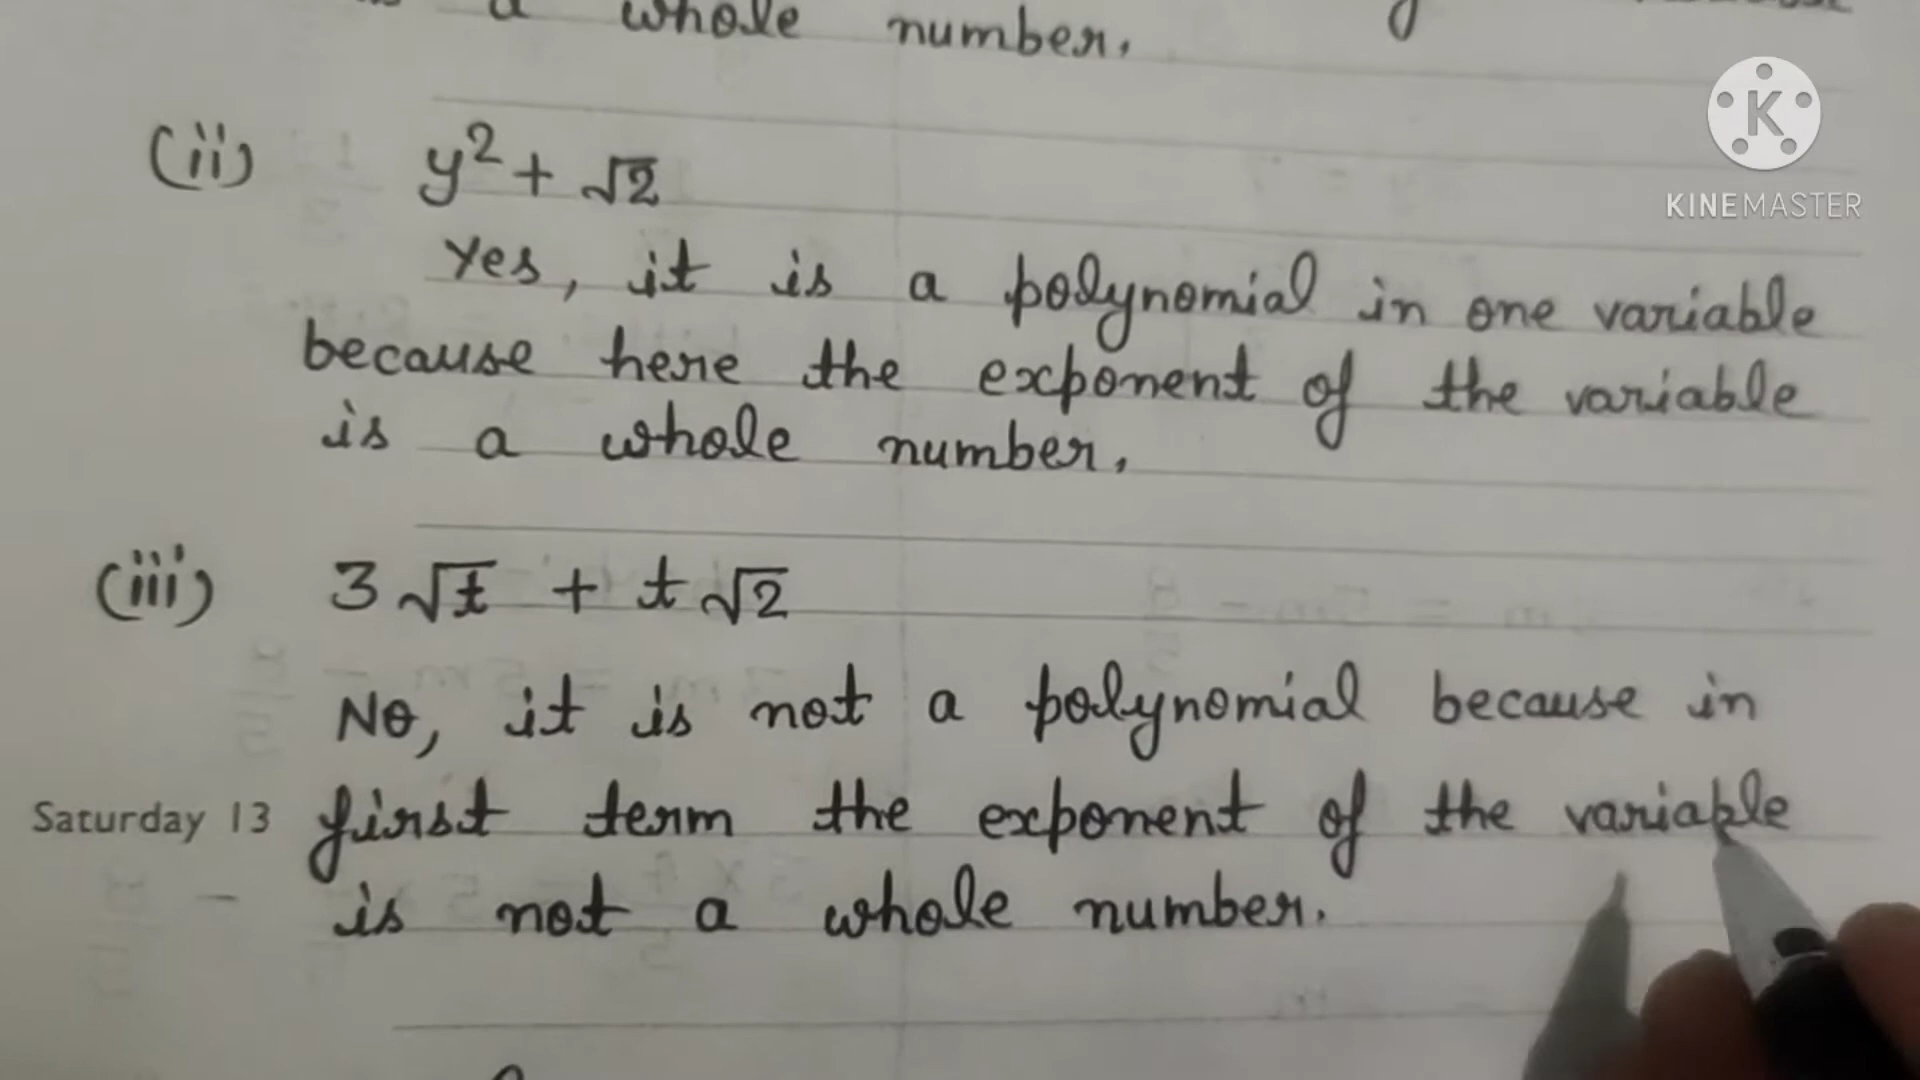 a whole number.
(ii) y² + √2
Yes, it is a polynomial in one variable
because here the exponent of the variable
is a whole number.
(iii) 3√t + t√2
No, it is not a polynomial because in
Saturday 13 first term the exponent of the variable
is not a whole number.
K
KINEMASTER